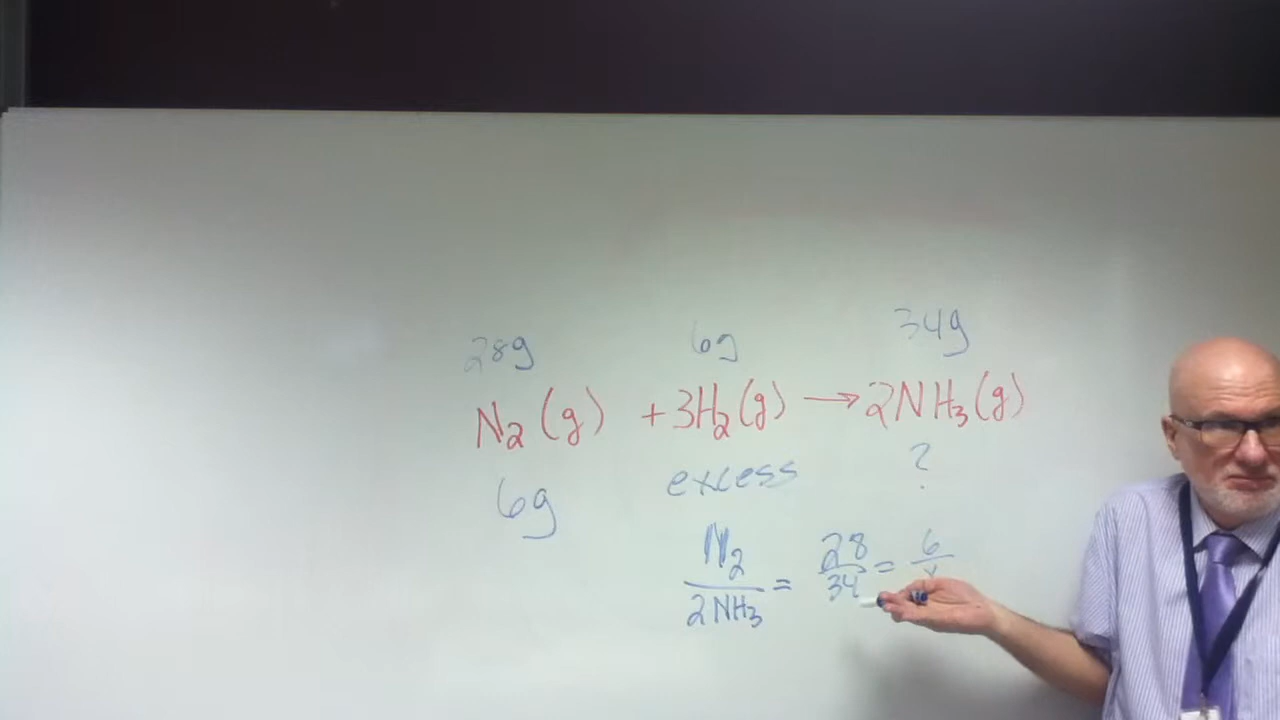 28g 6g 34g
N₂(g) + 3H₂(g) → 2NH₃(g)
6g excess ?
N₂ / 2NH₃ = 28 / 34 = 6 / x